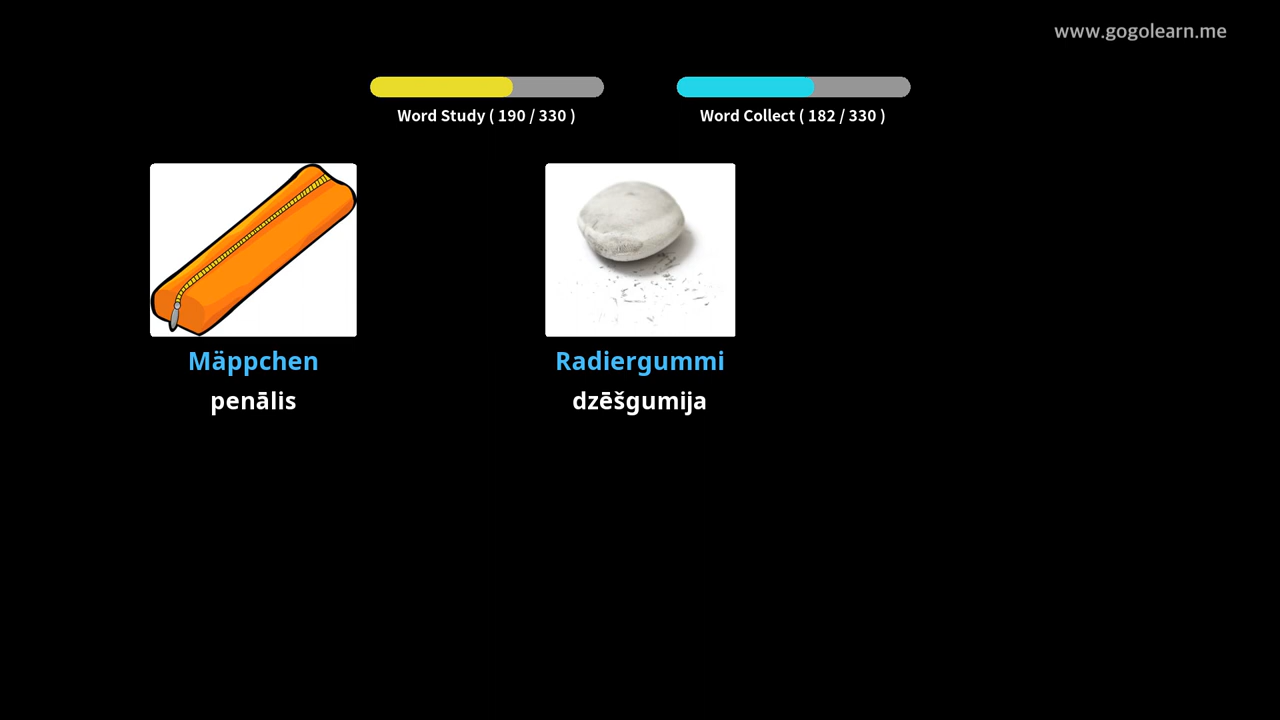 www.gogolearn.me
Word Study ( 190 / 330 )
Word Collect ( 182 / 330 )
Mäppchen
penālis
Radiergummi
dzēšgumija